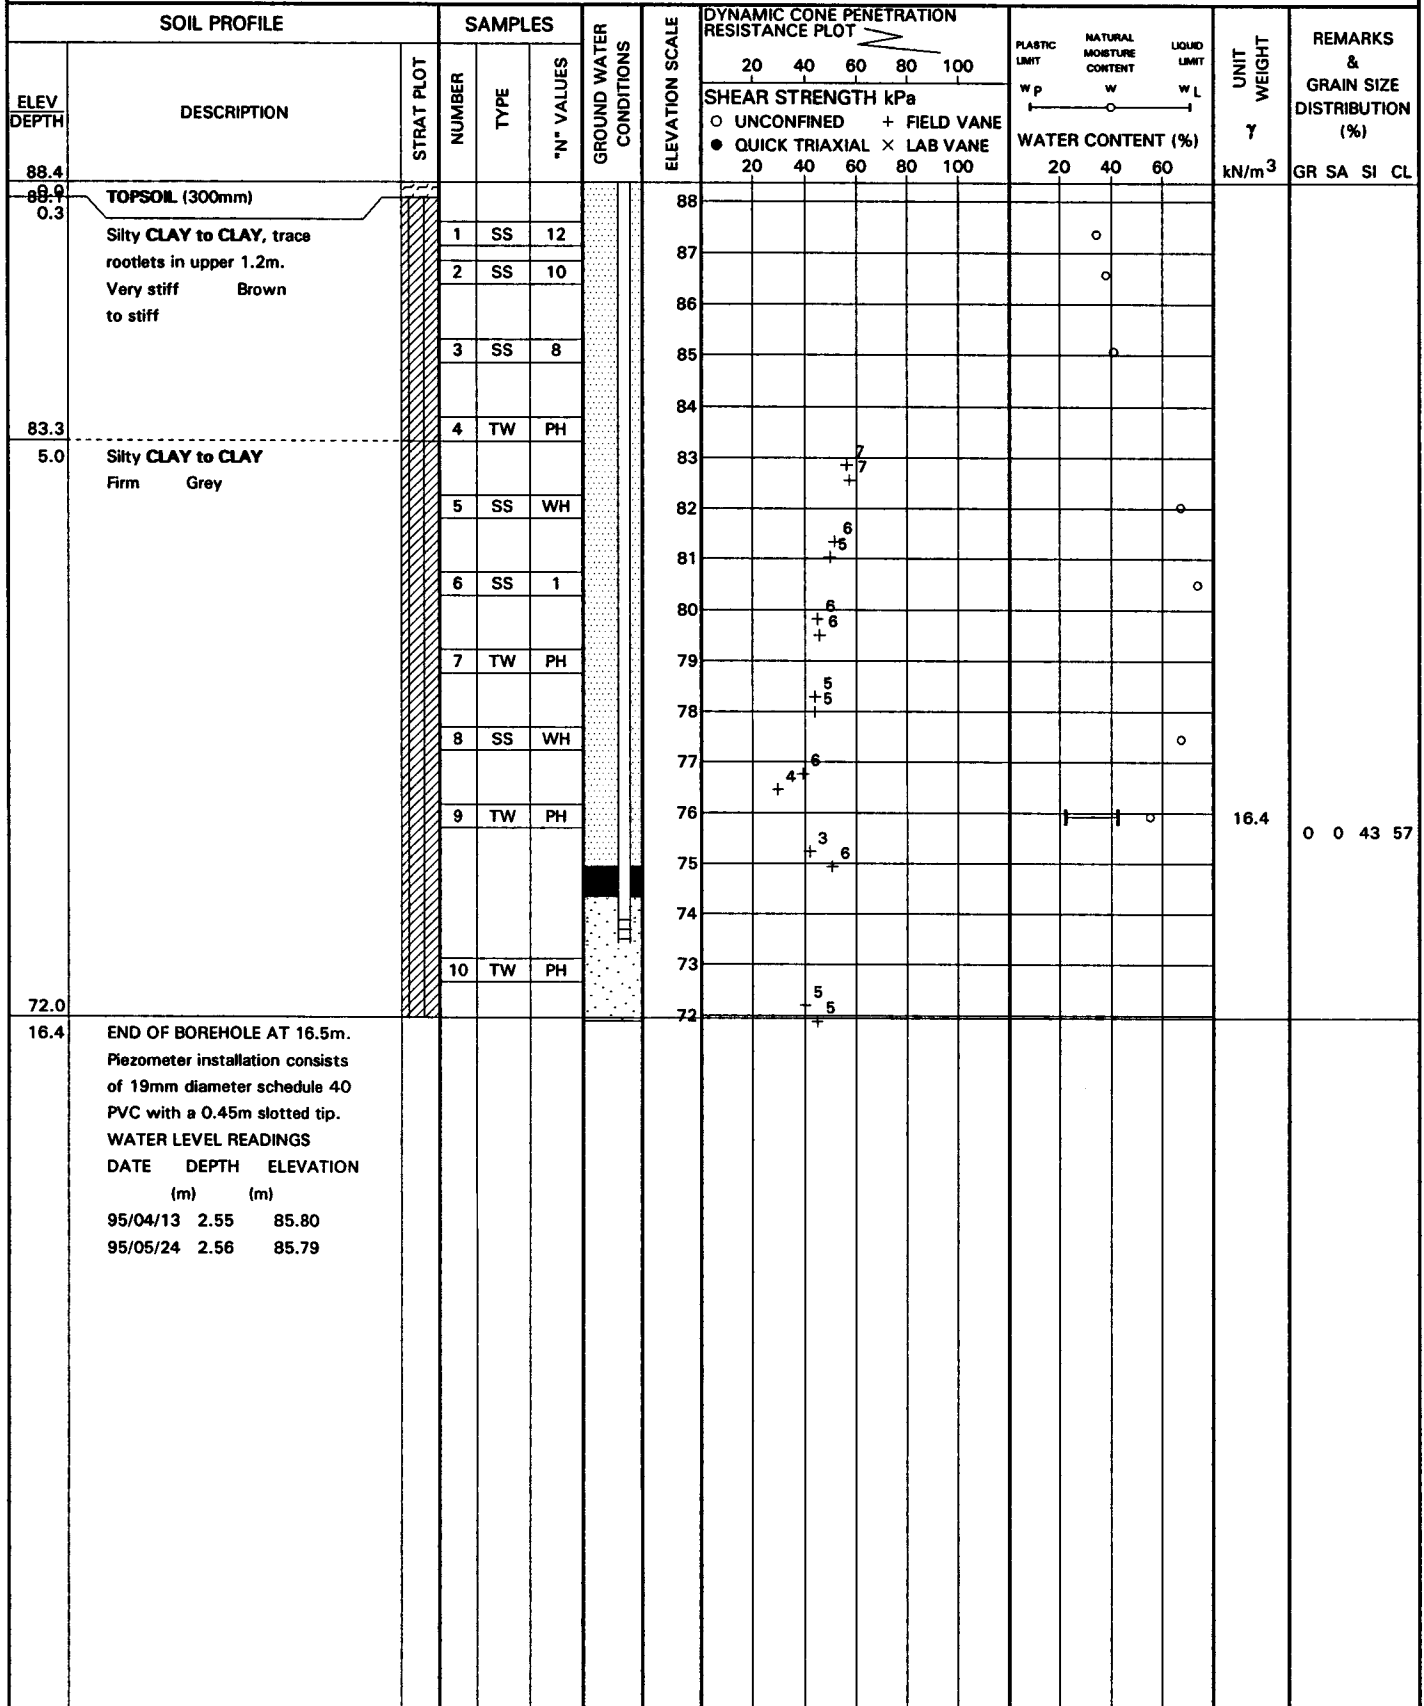 SOIL PROFILE
SAMPLES
GROUND WATER CONDITIONS
ELEVATION SCALE
DYNAMIC CONE PENETRATION
RESISTANCE PLOT
20 40 60 80 100
SHEAR STRENGTH kPa
○ UNCONFINED + FIELD VANE
● QUICK TRIAXIAL × LAB VANE
20 40 60 80 100
PLASTIC LIMIT
NATURAL MOISTURE CONTENT
LIQUID LIMIT
WP W WL
WATER CONTENT (%)
20 40 60
UNIT WEIGHT
γ
kN/m³
REMARKS
&
GRAIN SIZE
DISTRIBUTION
(%)
GR SA SI CL
ELEV
DEPTH
DESCRIPTION
STRAT PLOT
NUMBER
TYPE
"N" VALUES
88.4
0.0
88.1
0.3
TOPSOIL (300mm)
Silty CLAY to CLAY, trace
rootlets in upper 1.2m.
Very stiff Brown
to stiff
83.3
5.0
Silty CLAY to CLAY
Firm Grey
72.0
16.4
END OF BOREHOLE AT 16.5m.
Piezometer installation consists
of 19mm diameter schedule 40
PVC with a 0.45m slotted tip.
WATER LEVEL READINGS
DATE DEPTH ELEVATION
(m) (m)
95/04/13 2.55 85.80
95/05/24 2.56 85.79
1 SS 12
2 SS 10
3 SS 8
4 TW PH
5 SS WH
6 SS 1
7 TW PH
8 SS WH
9 TW PH
10 TW PH
88
87
86
85
84
83
82
81
80
79
78
77
76
75
74
73
72
7
7
6
5
6
6
5
5
6
4
3
6
5
5
16.4
0 0 43 57